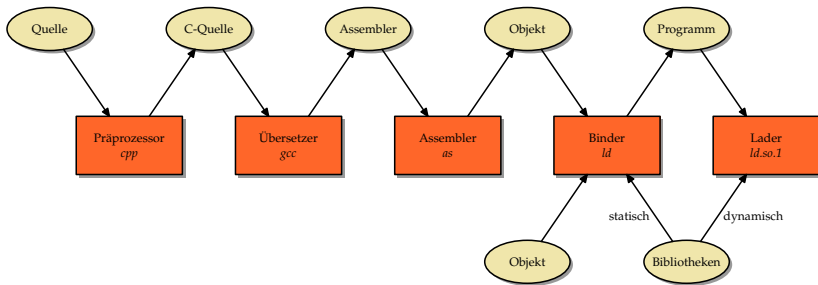 Quelle
C-Quelle
Assembler
Objekt
Programm
Präprozessor
cpp
Übersetzer
gcc
Assembler
as
Binder
ld
Lader
ld.so.1
statisch
dynamisch
Objekt
Bibliotheken